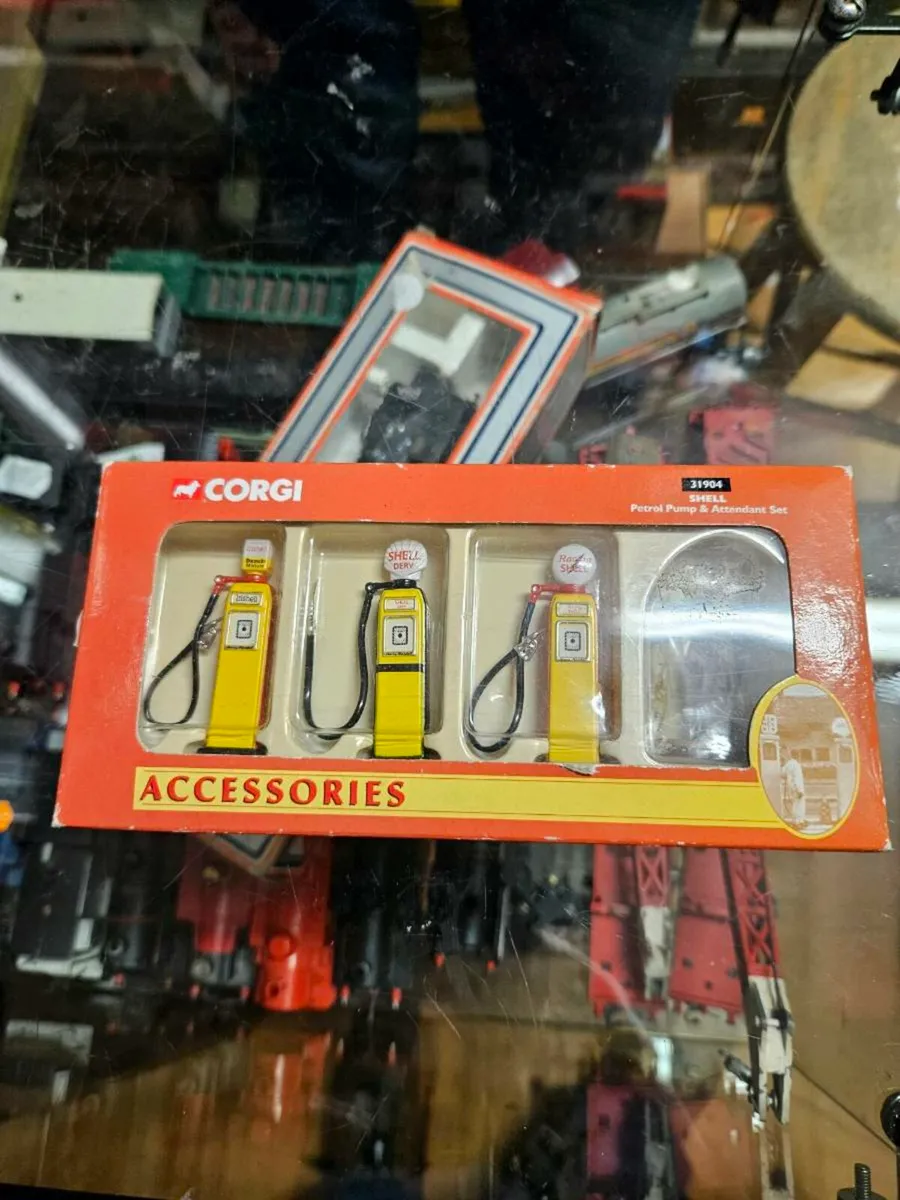 CORGI
31904
SHELL
Petrol Pump & Attendant Set
SHELL
DERV
SHELL
ACCESSORIES